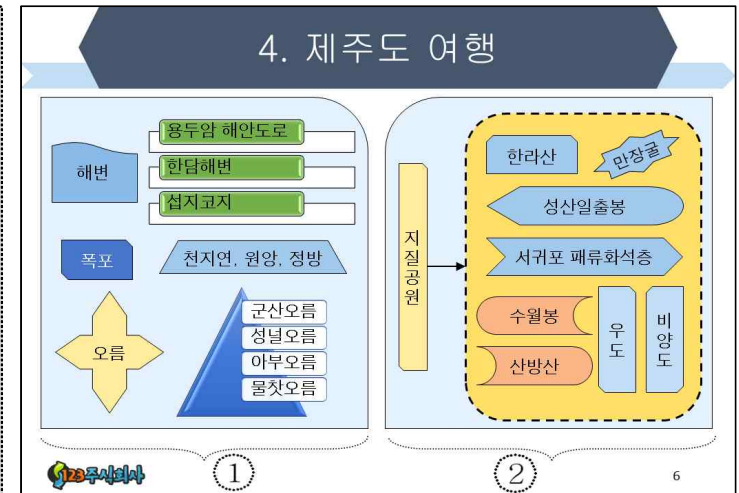 4. 제주도 여행
해변
용두암 해안도로
한담해변
섭지코지
폭포
천지연, 원앙, 정방
오름
군산오름
성널오름
아부오름
물찻오름
지질공원
한라산
만장굴
성산일출봉
서귀포 패류화석층
수월봉
산방산
우도
비양도
123주식회사
①
②
6